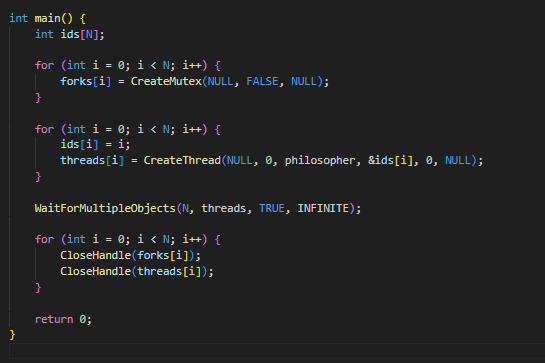 int main() {
    int ids[N];

    for (int i = 0; i < N; i++) {
        forks[i] = CreateMutex(NULL, FALSE, NULL);
    }

    for (int i = 0; i < N; i++) {
        ids[i] = i;
        threads[i] = CreateThread(NULL, 0, philosopher, &ids[i], 0, NULL);
    }

    WaitForMultipleObjects(N, threads, TRUE, INFINITE);

    for (int i = 0; i < N; i++) {
        CloseHandle(forks[i]);
        CloseHandle(threads[i]);
    }

    return 0;
}